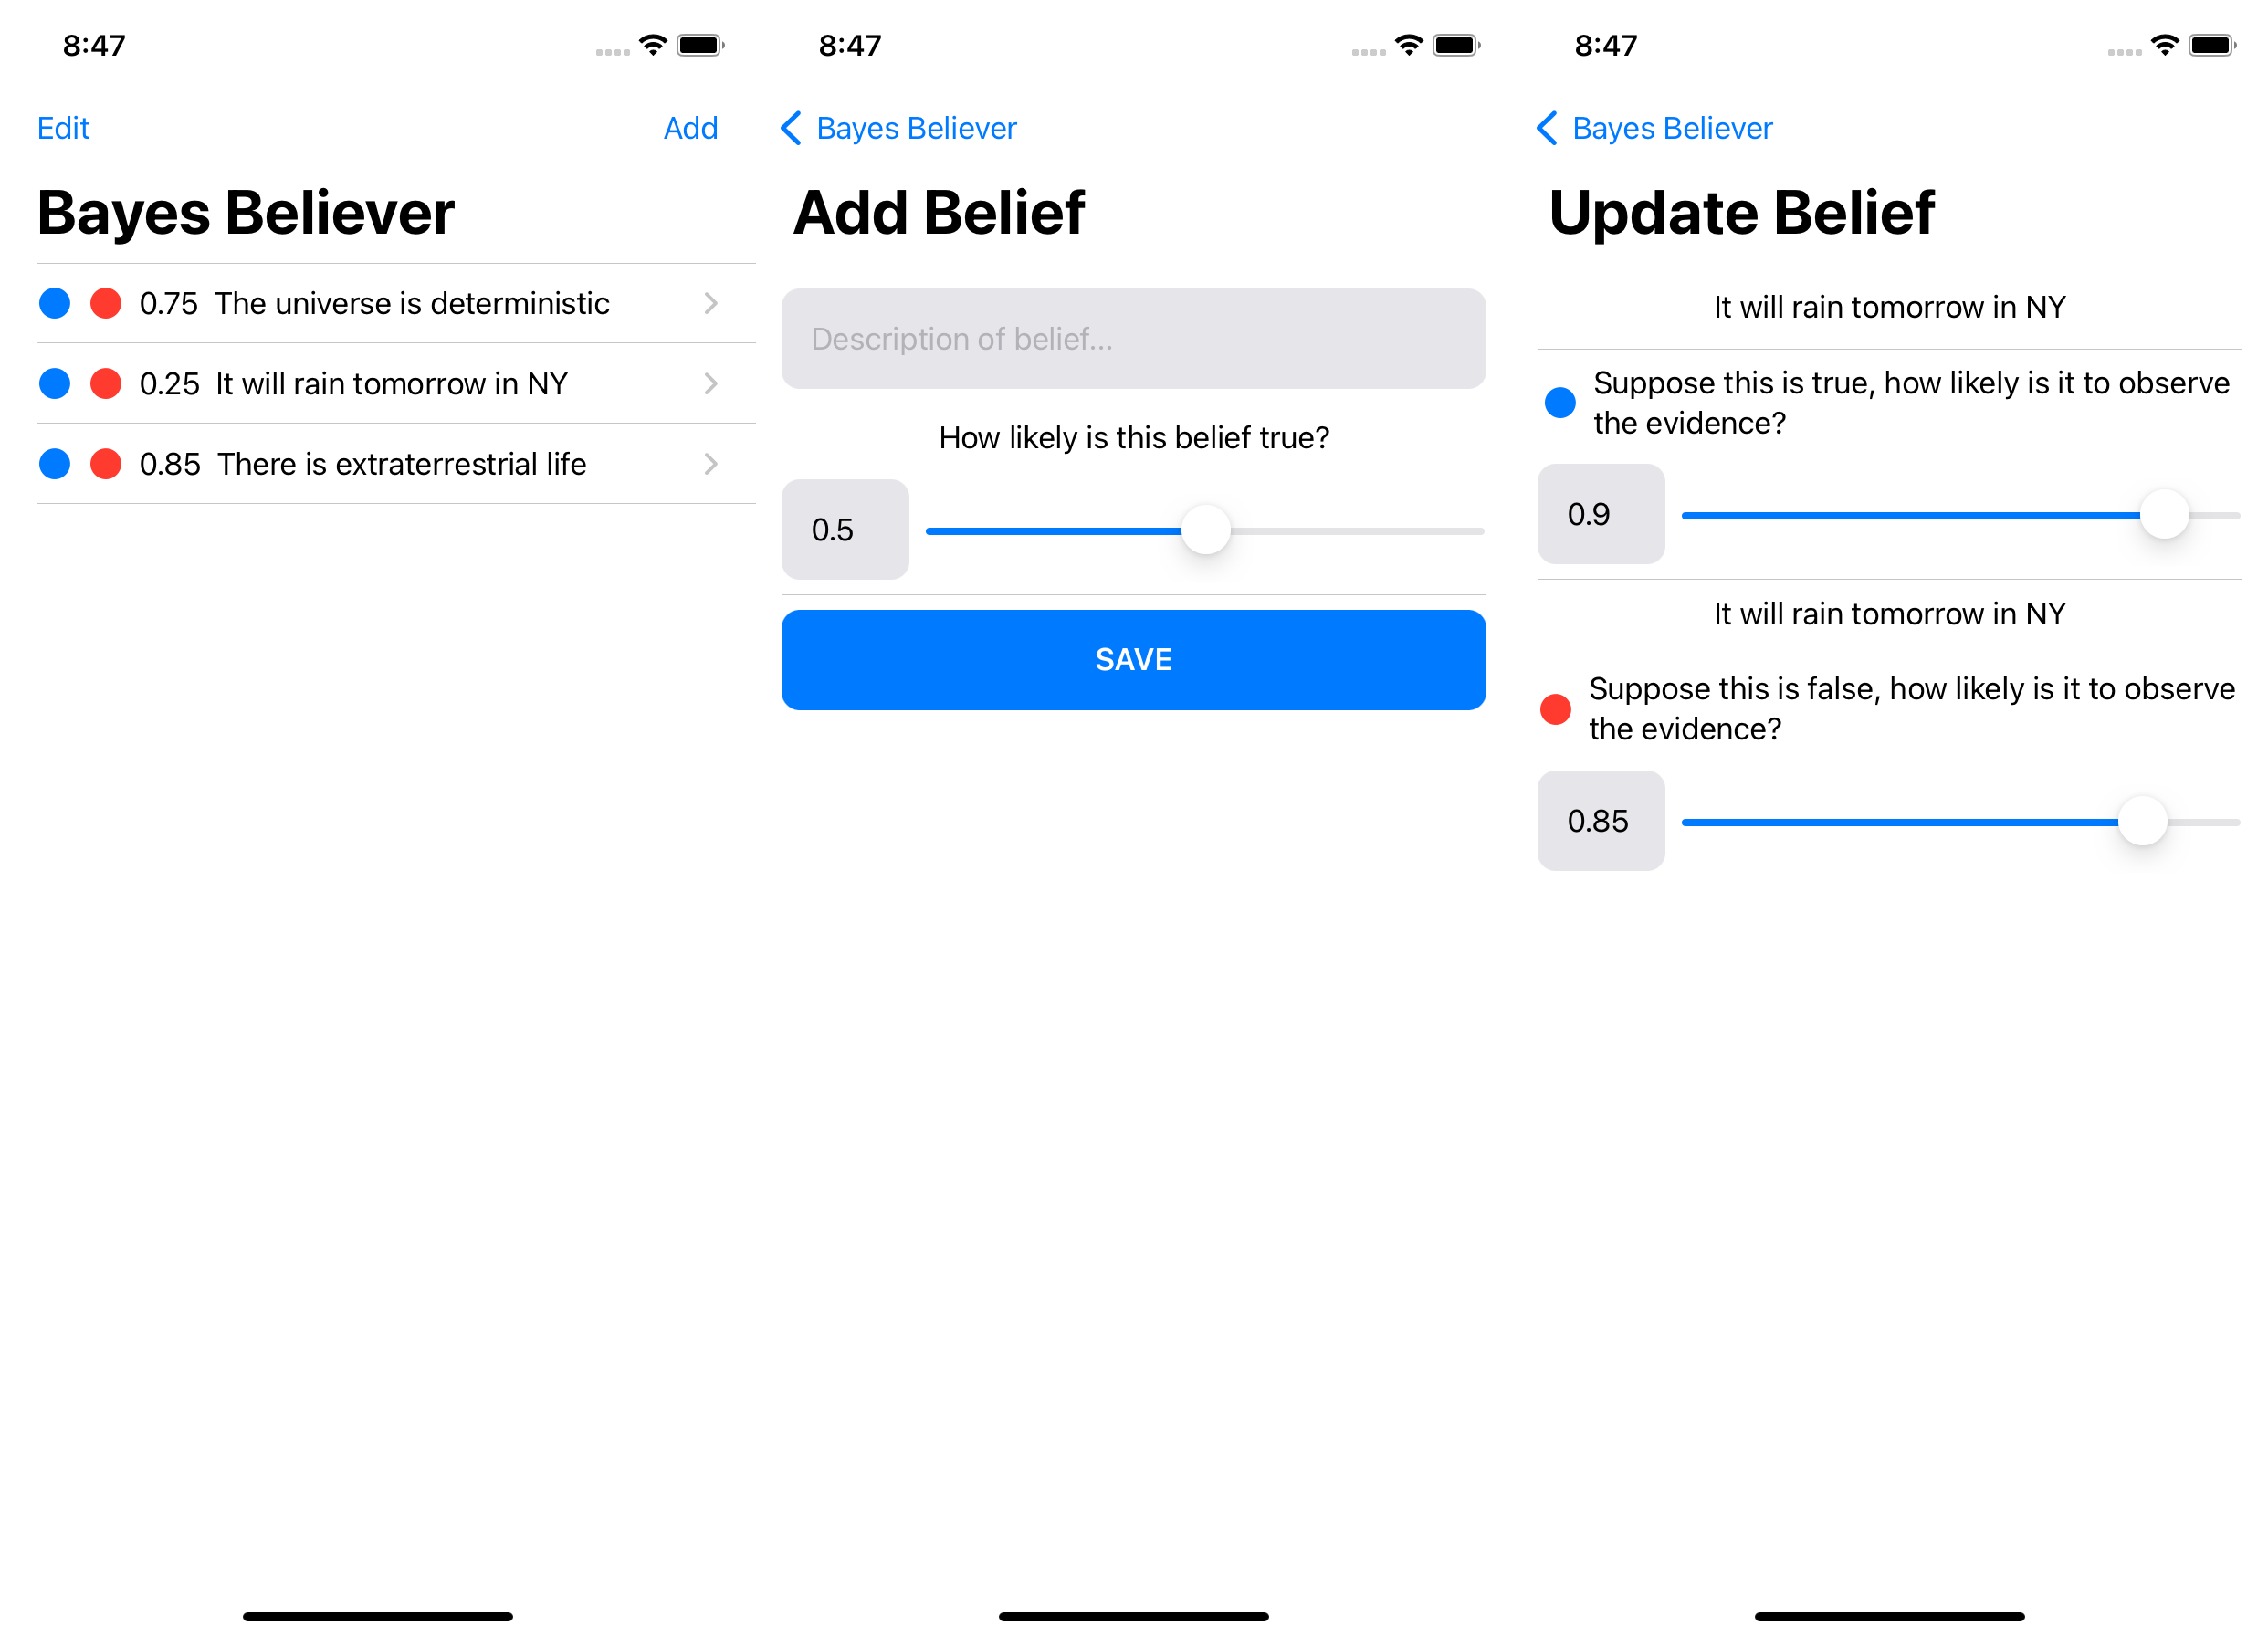 8:47
Edit
Add
Bayes Believer
0.75 The universe is deterministic
0.25 It will rain tomorrow in NY
0.85 There is extraterrestrial life
8:47
Bayes Believer
Add Belief
Description of belief...
How likely is this belief true?
0.5
SAVE
8:47
Bayes Believer
Update Belief
It will rain tomorrow in NY
Suppose this is true, how likely is it to observe
the evidence?
0.9
It will rain tomorrow in NY
Suppose this is false, how likely is it to observe
the evidence?
0.85